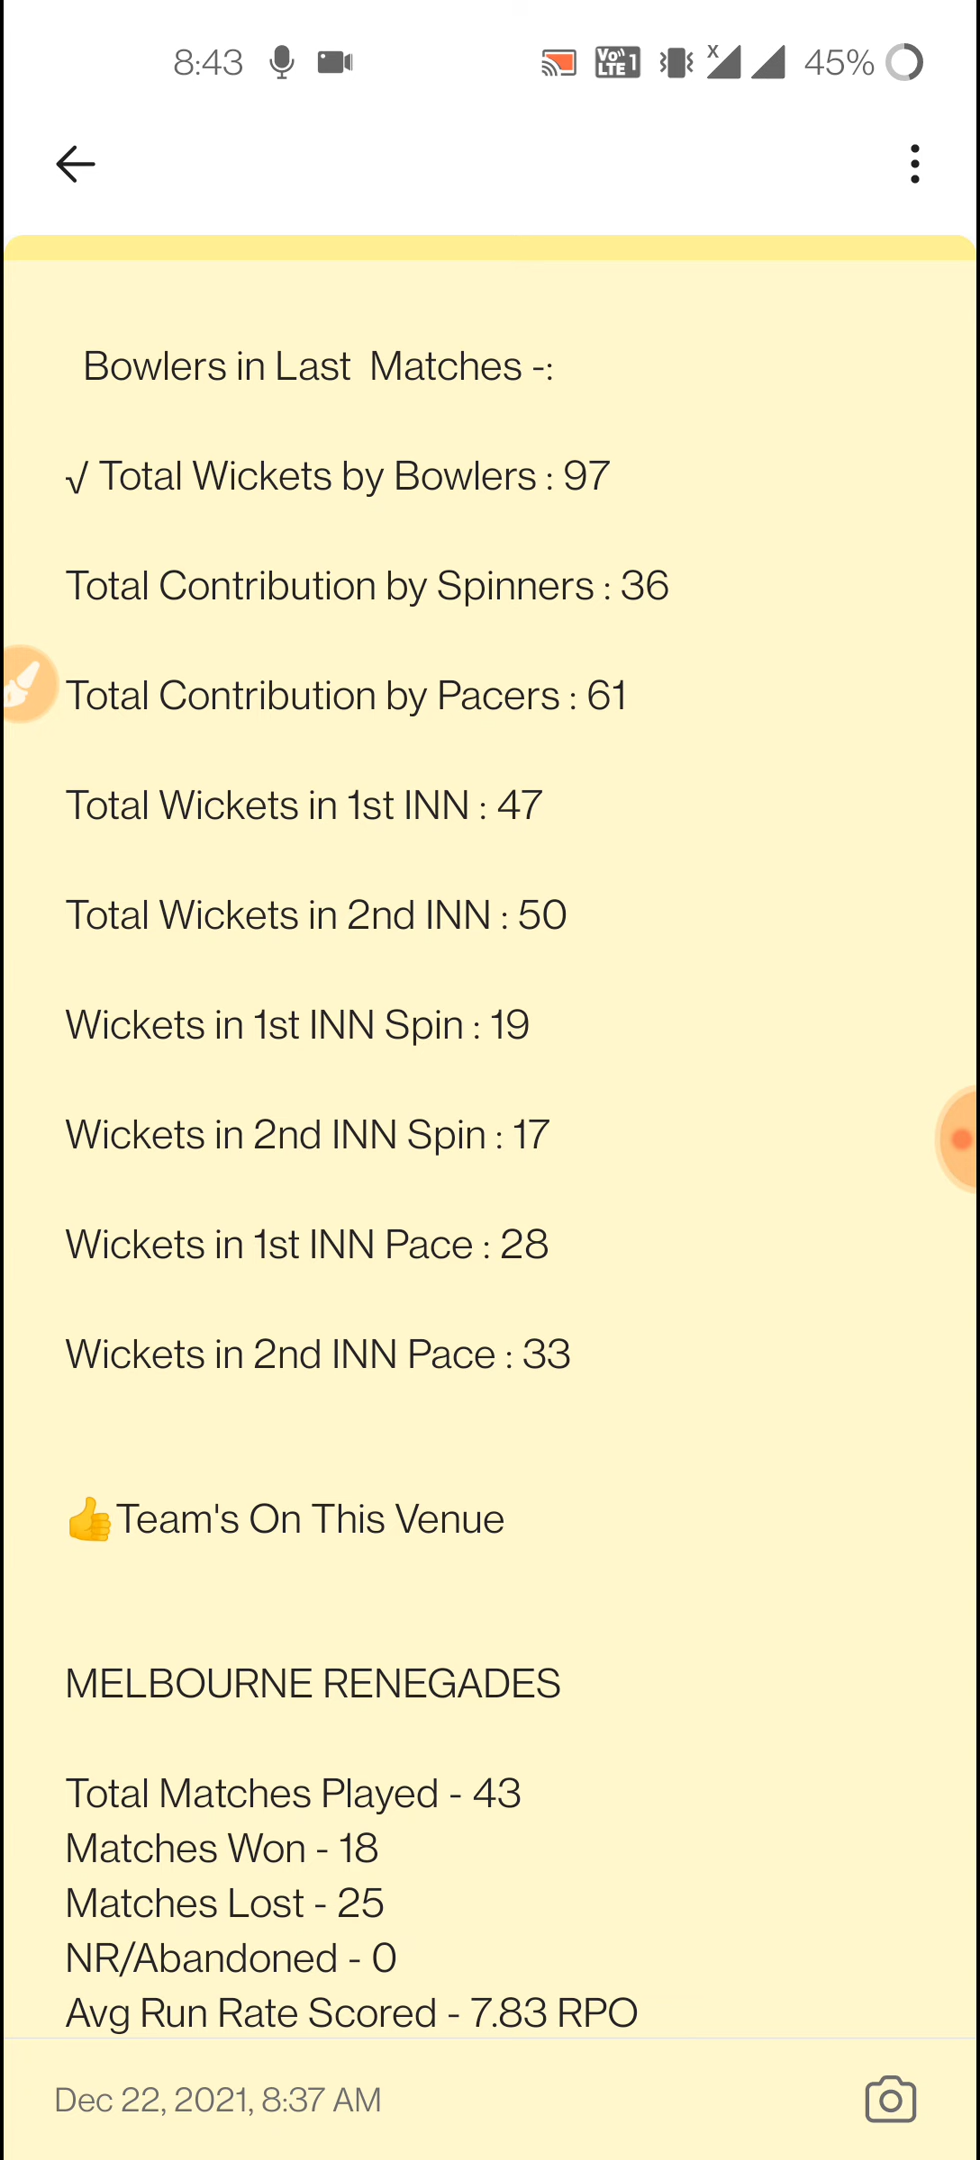 8:43
Vo)) LTE 1
x
45%
Bowlers in Last  Matches -:
√ Total Wickets by Bowlers : 97
Total Contribution by Spinners : 36
Total Contribution by Pacers : 61
Total Wickets in 1st INN : 47
Total Wickets in 2nd INN : 50
Wickets in 1st INN Spin : 19
Wickets in 2nd INN Spin : 17
Wickets in 1st INN Pace : 28
Wickets in 2nd INN Pace : 33
👍Team's On This Venue
MELBOURNE RENEGADES
Total Matches Played - 43
Matches Won - 18
Matches Lost - 25
NR/Abandoned - 0
Avg Run Rate Scored - 7.83 RPO
Dec 22, 2021, 8:37 AM